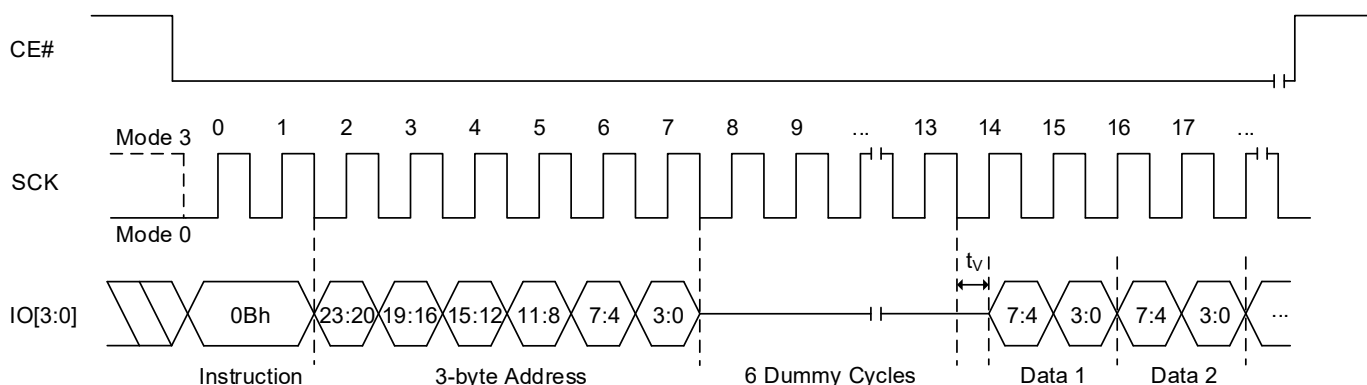 CE#
0 1 2 3 4 5 6 7 8 9 ... 13 14 15 16 17 ...
Mode 3
SCK
Mode 0
tV
IO[3:0] 0Bh 23:20 19:16 15:12 11:8 7:4 3:0 7:4 3:0 7:4 3:0 ...
Instruction 3-byte Address 6 Dummy Cycles Data 1 Data 2